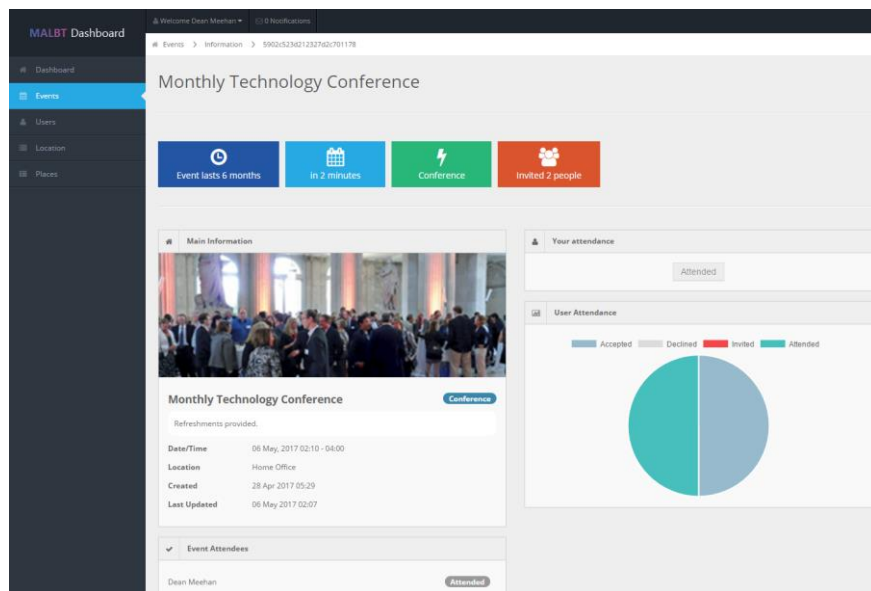 MALBT Dashboard
Welcome Dean Meehan
0 Notifications
Events > Information > 5902c523d212327d2c701178
Dashboard
Events
Users
Location
Places
Monthly Technology Conference
Event lasts 6 months
in 2 minutes
Conference
Invited 2 people
Main Information
Monthly Technology Conference
Conference
Refreshments provided.
Date/Time 06 May, 2017 02:10 - 04:00
Location Home Office
Created 28 Apr 2017 05:29
Last Updated 06 May 2017 02:07
Event Attendees
Dean Meehan Attended
Your attendance
Attended
User Attendance
Accepted Declined Invited Attended